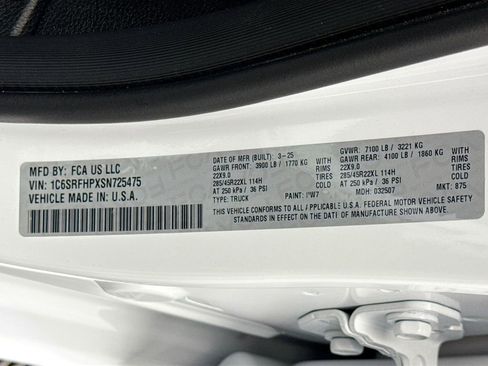 MFD BY: FCA US LLC
VIN: 1C6SRFHPXSN725475
VEHICLE MADE IN: U.S.A.
DATE OF MFR (BUILT): 3-25
GAWR FRONT: 3900 LB / 1770 KG
22X9.0 RIMS
285/45R22XL 114H TIRES
AT 250 kPa / 36 PSI COLD
TYPE: TRUCK PAINT: PW7
GVWR: 7100 LB / 3221 KG
GAWR REAR: 4100 LB / 1860 KG
22X9.0 RIMS
285/45R22XL 114H TIRES
AT 250 kPa / 36 PSI COLD
MDH: 032507 MKT: 875
THIS VEHICLE CONFORMS TO ALL APPLICABLE U.S.A. FEDERAL MOTOR VEHICLE SAFETY
STANDARDS IN EFFECT ON THE DATE OF MANUFACTURE SHOWN ABOVE.